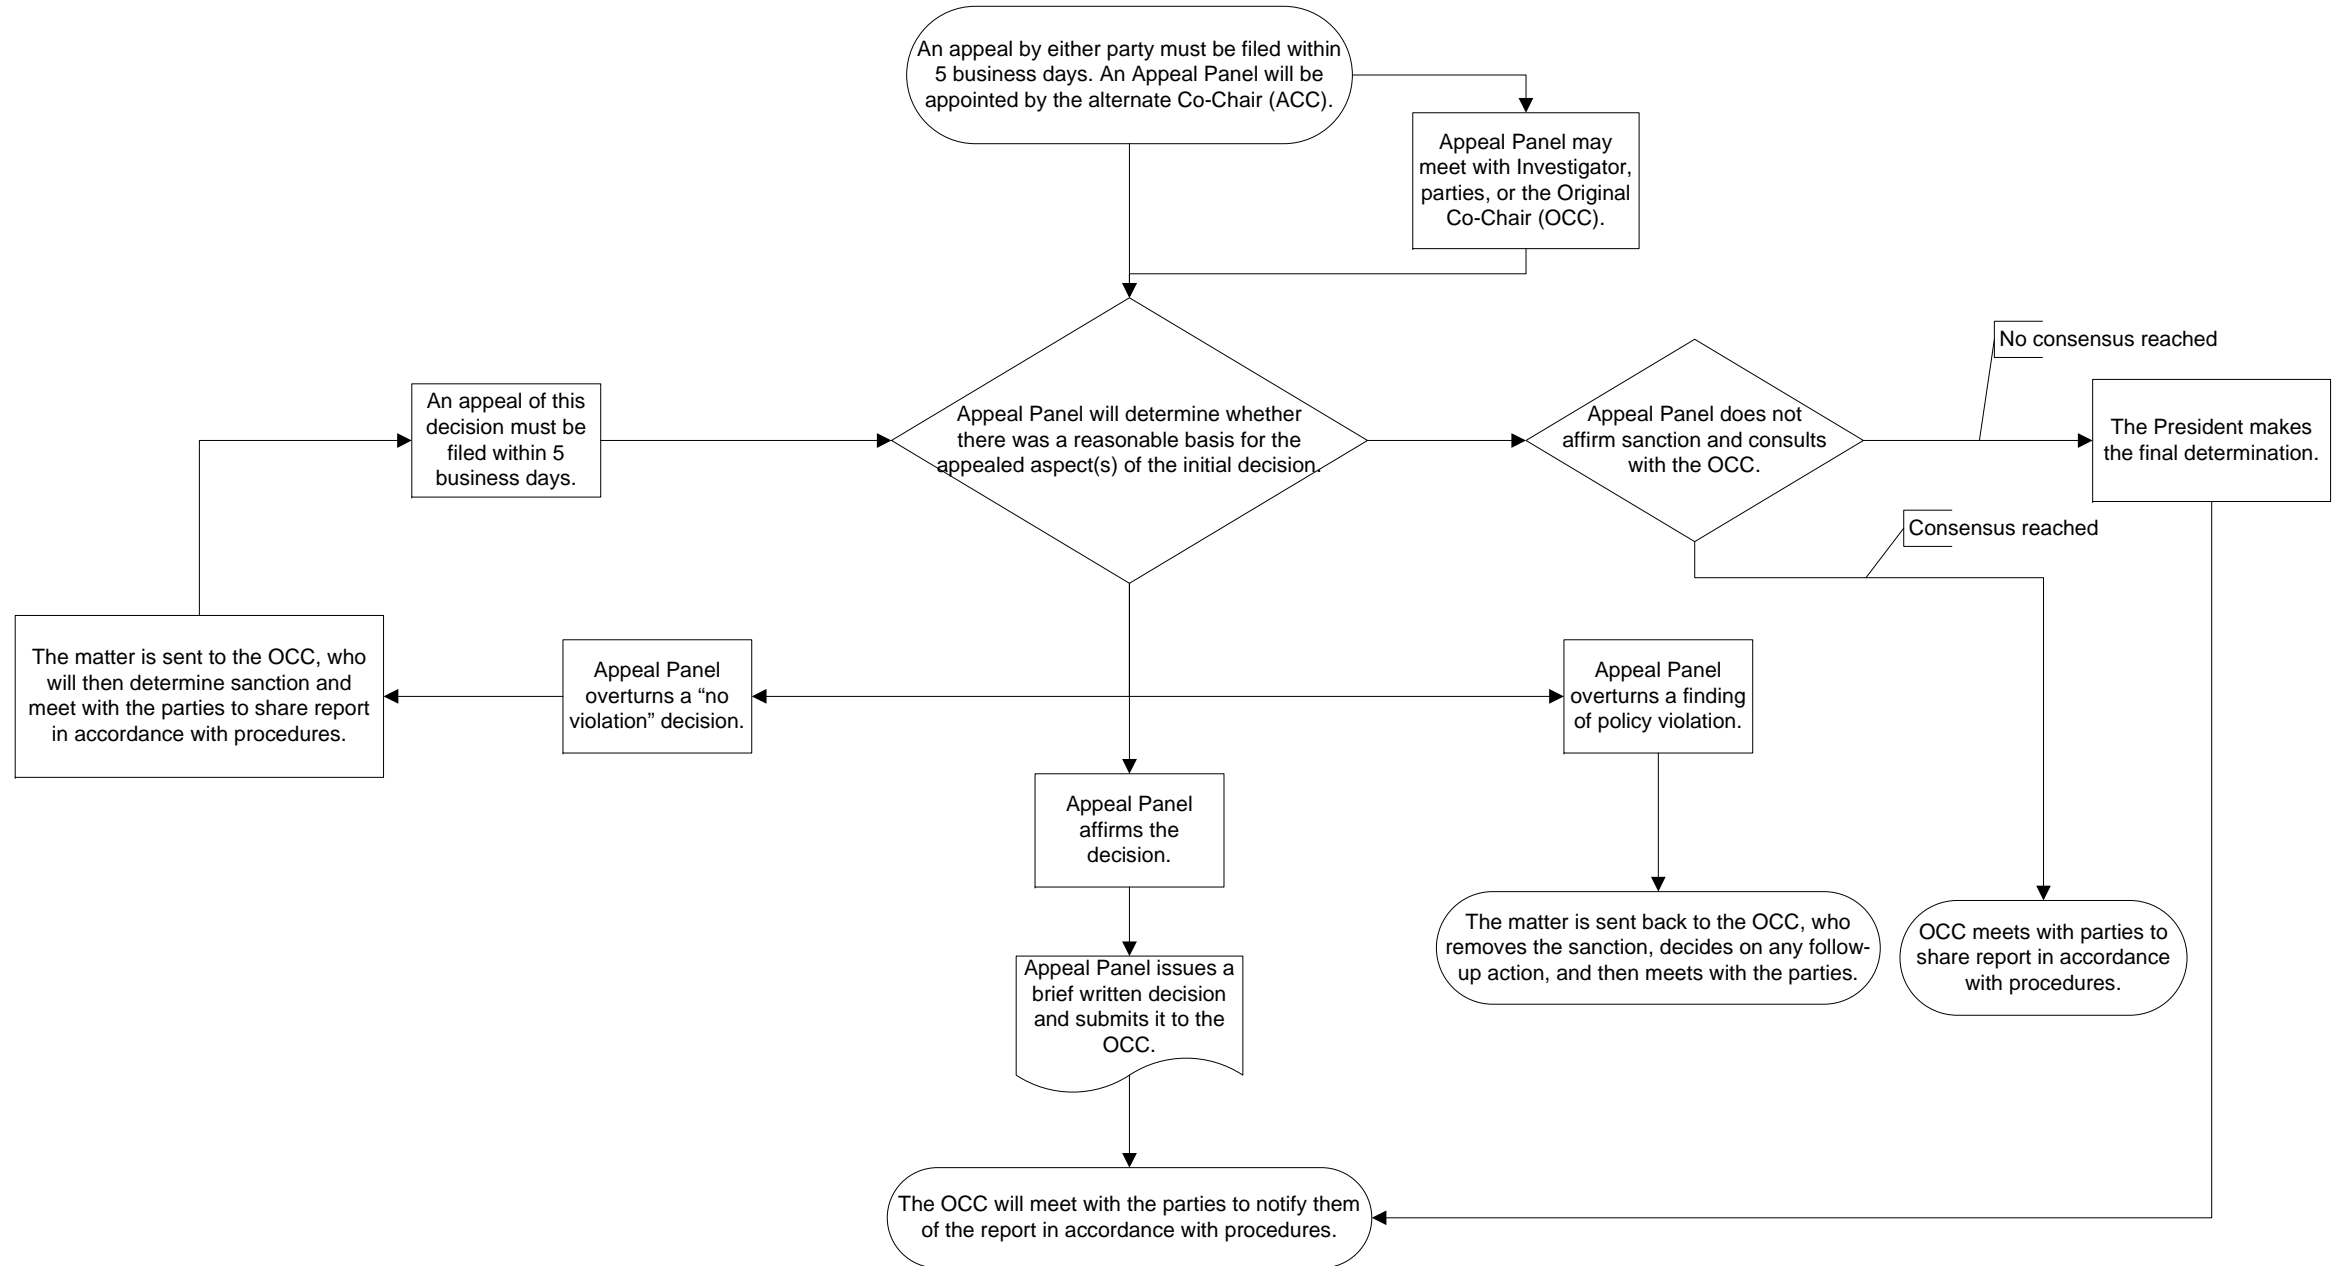 An appeal by either party must be filed within
5 business days. An Appeal Panel will be
appointed by the alternate Co-Chair (ACC).
Appeal Panel may
meet with Investigator,
parties, or the Original
Co-Chair (OCC).
No consensus reached
An appeal of this
decision must be
filed within 5
business days.
Appeal Panel will determine whether
there was a reasonable basis for the
appealed aspect(s) of the initial decision.
Appeal Panel does not
affirm sanction and consults
with the OCC.
The President makes
the final determination.
Consensus reached
The matter is sent to the OCC, who
will then determine sanction and
meet with the parties to share report
in accordance with procedures.
Appeal Panel
overturns a “no
violation” decision.
Appeal Panel
overturns a finding
of policy violation.
Appeal Panel
affirms the
decision.
The matter is sent back to the OCC, who
removes the sanction, decides on any follow-
up action, and then meets with the parties.
OCC meets with parties to
share report in accordance
with procedures.
Appeal Panel issues a
brief written decision
and submits it to the
OCC.
The OCC will meet with the parties to notify them
of the report in accordance with procedures.